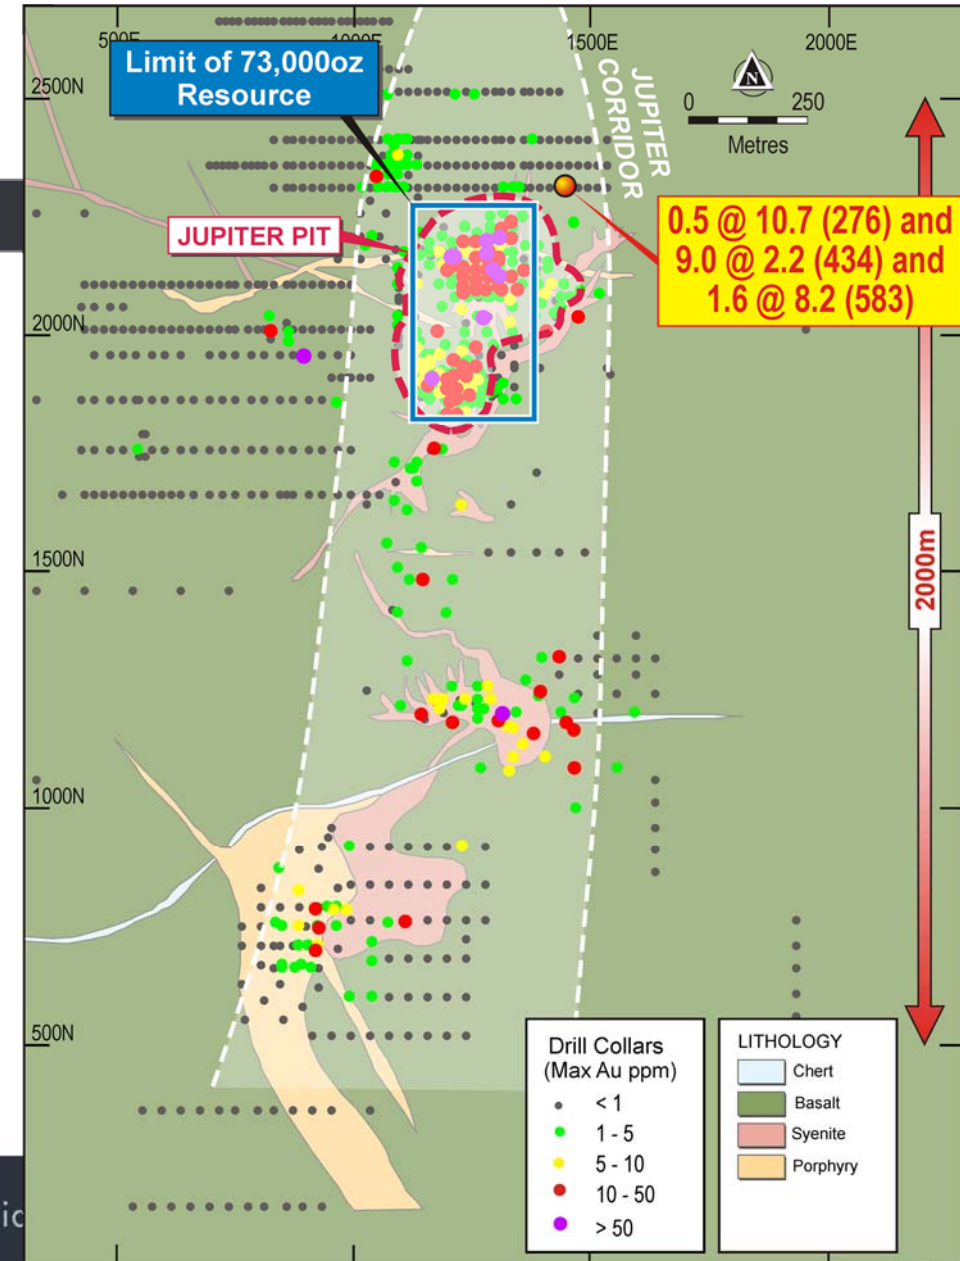 500E
1000E
1500E
2000E
Limit of 73,000oz
Resource
2500N
JUPITER
CORRIDOR
N
0 250
Metres
JUPITER PIT
0.5 @ 10.7 (276) and
9.0 @ 2.2 (434) and
1.6 @ 8.2 (583)
2000N
1500N
2000m
1000N
500N
Drill Collars
(Max Au ppm)
< 1
1 - 5
5 - 10
10 - 50
> 50
LITHOLOGY
Chert
Basalt
Syenite
Porphyry